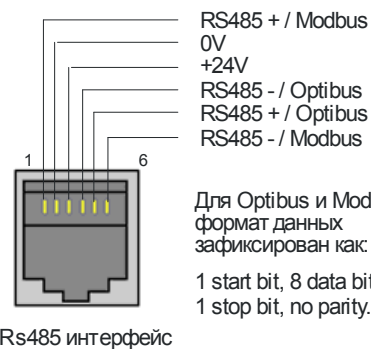 RS485 + / Modbus
0V
+24V
RS485 - / Optibus
RS485 + / Optibus
RS485 - / Modbus
1 6
Для Optibus и Mod
формат данных
зафиксирован как:
1 start bit, 8 data bit
1 stop bit, no parity.
Rs485 интерфейс